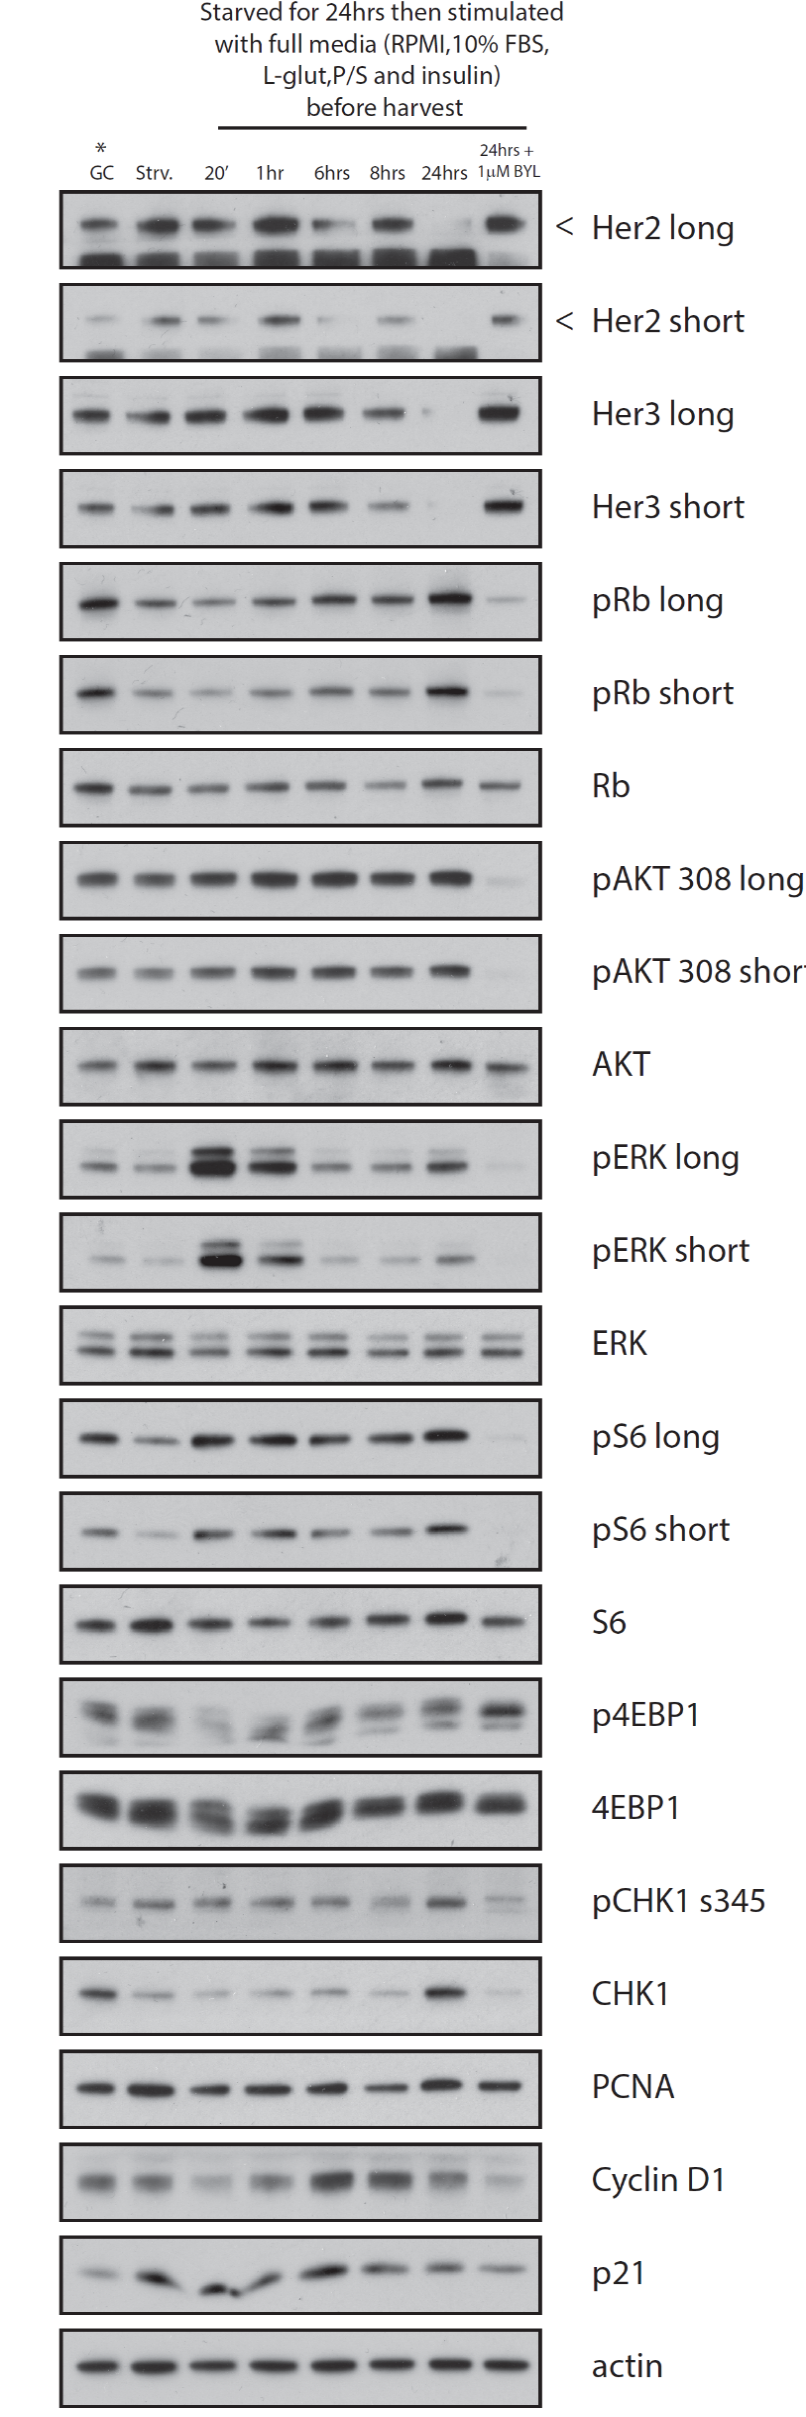 Starved for 24hrs then stimulated
with full media (RPMI,10% FBS,
L-glut,P/S and insulin)
before harvest
*
GC Strv. 20' 1hr 6hrs 8hrs 24hrs 24hrs +
1µM BYL
< Her2 long
< Her2 short
Her3 long
Her3 short
pRb long
pRb short
Rb
pAKT 308 long
pAKT 308 shor
AKT
pERK long
pERK short
ERK
pS6 long
pS6 short
S6
p4EBP1
4EBP1
pCHK1 s345
CHK1
PCNA
Cyclin D1
p21
actin